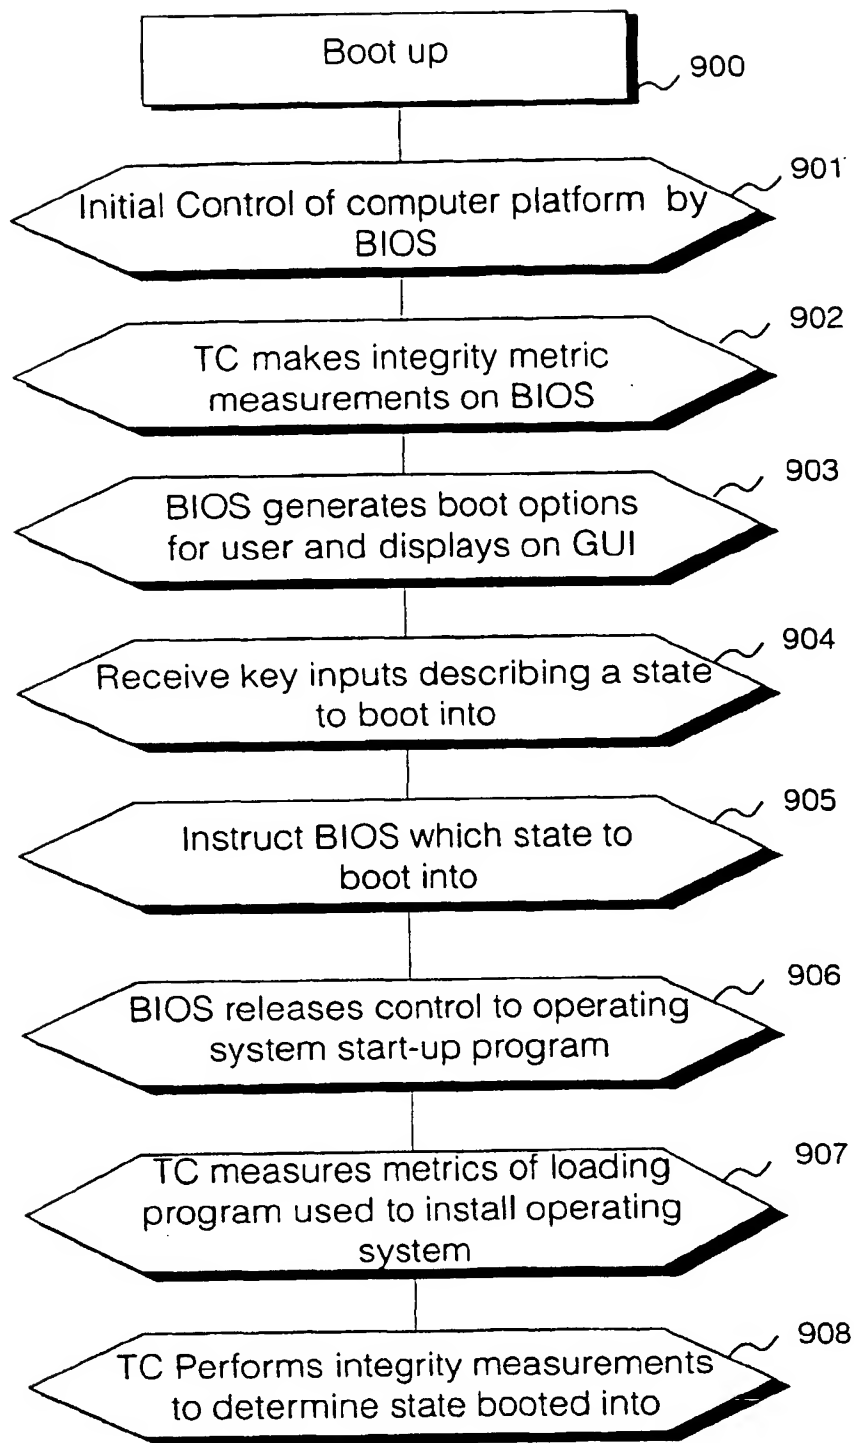 Boot up
900
901
Initial Control of computer platform by
BIOS
902
TC makes integrity metric
measurements on BIOS
903
BIOS generates boot options
for user and displays on GUI
904
Receive key inputs describing a state
to boot into
905
Instruct BIOS which state to
boot into
906
BIOS releases control to operating
system start-up program
907
TC measures metrics of loading
program used to install operating
system
908
TC Performs integrity measurements
to determine state booted into